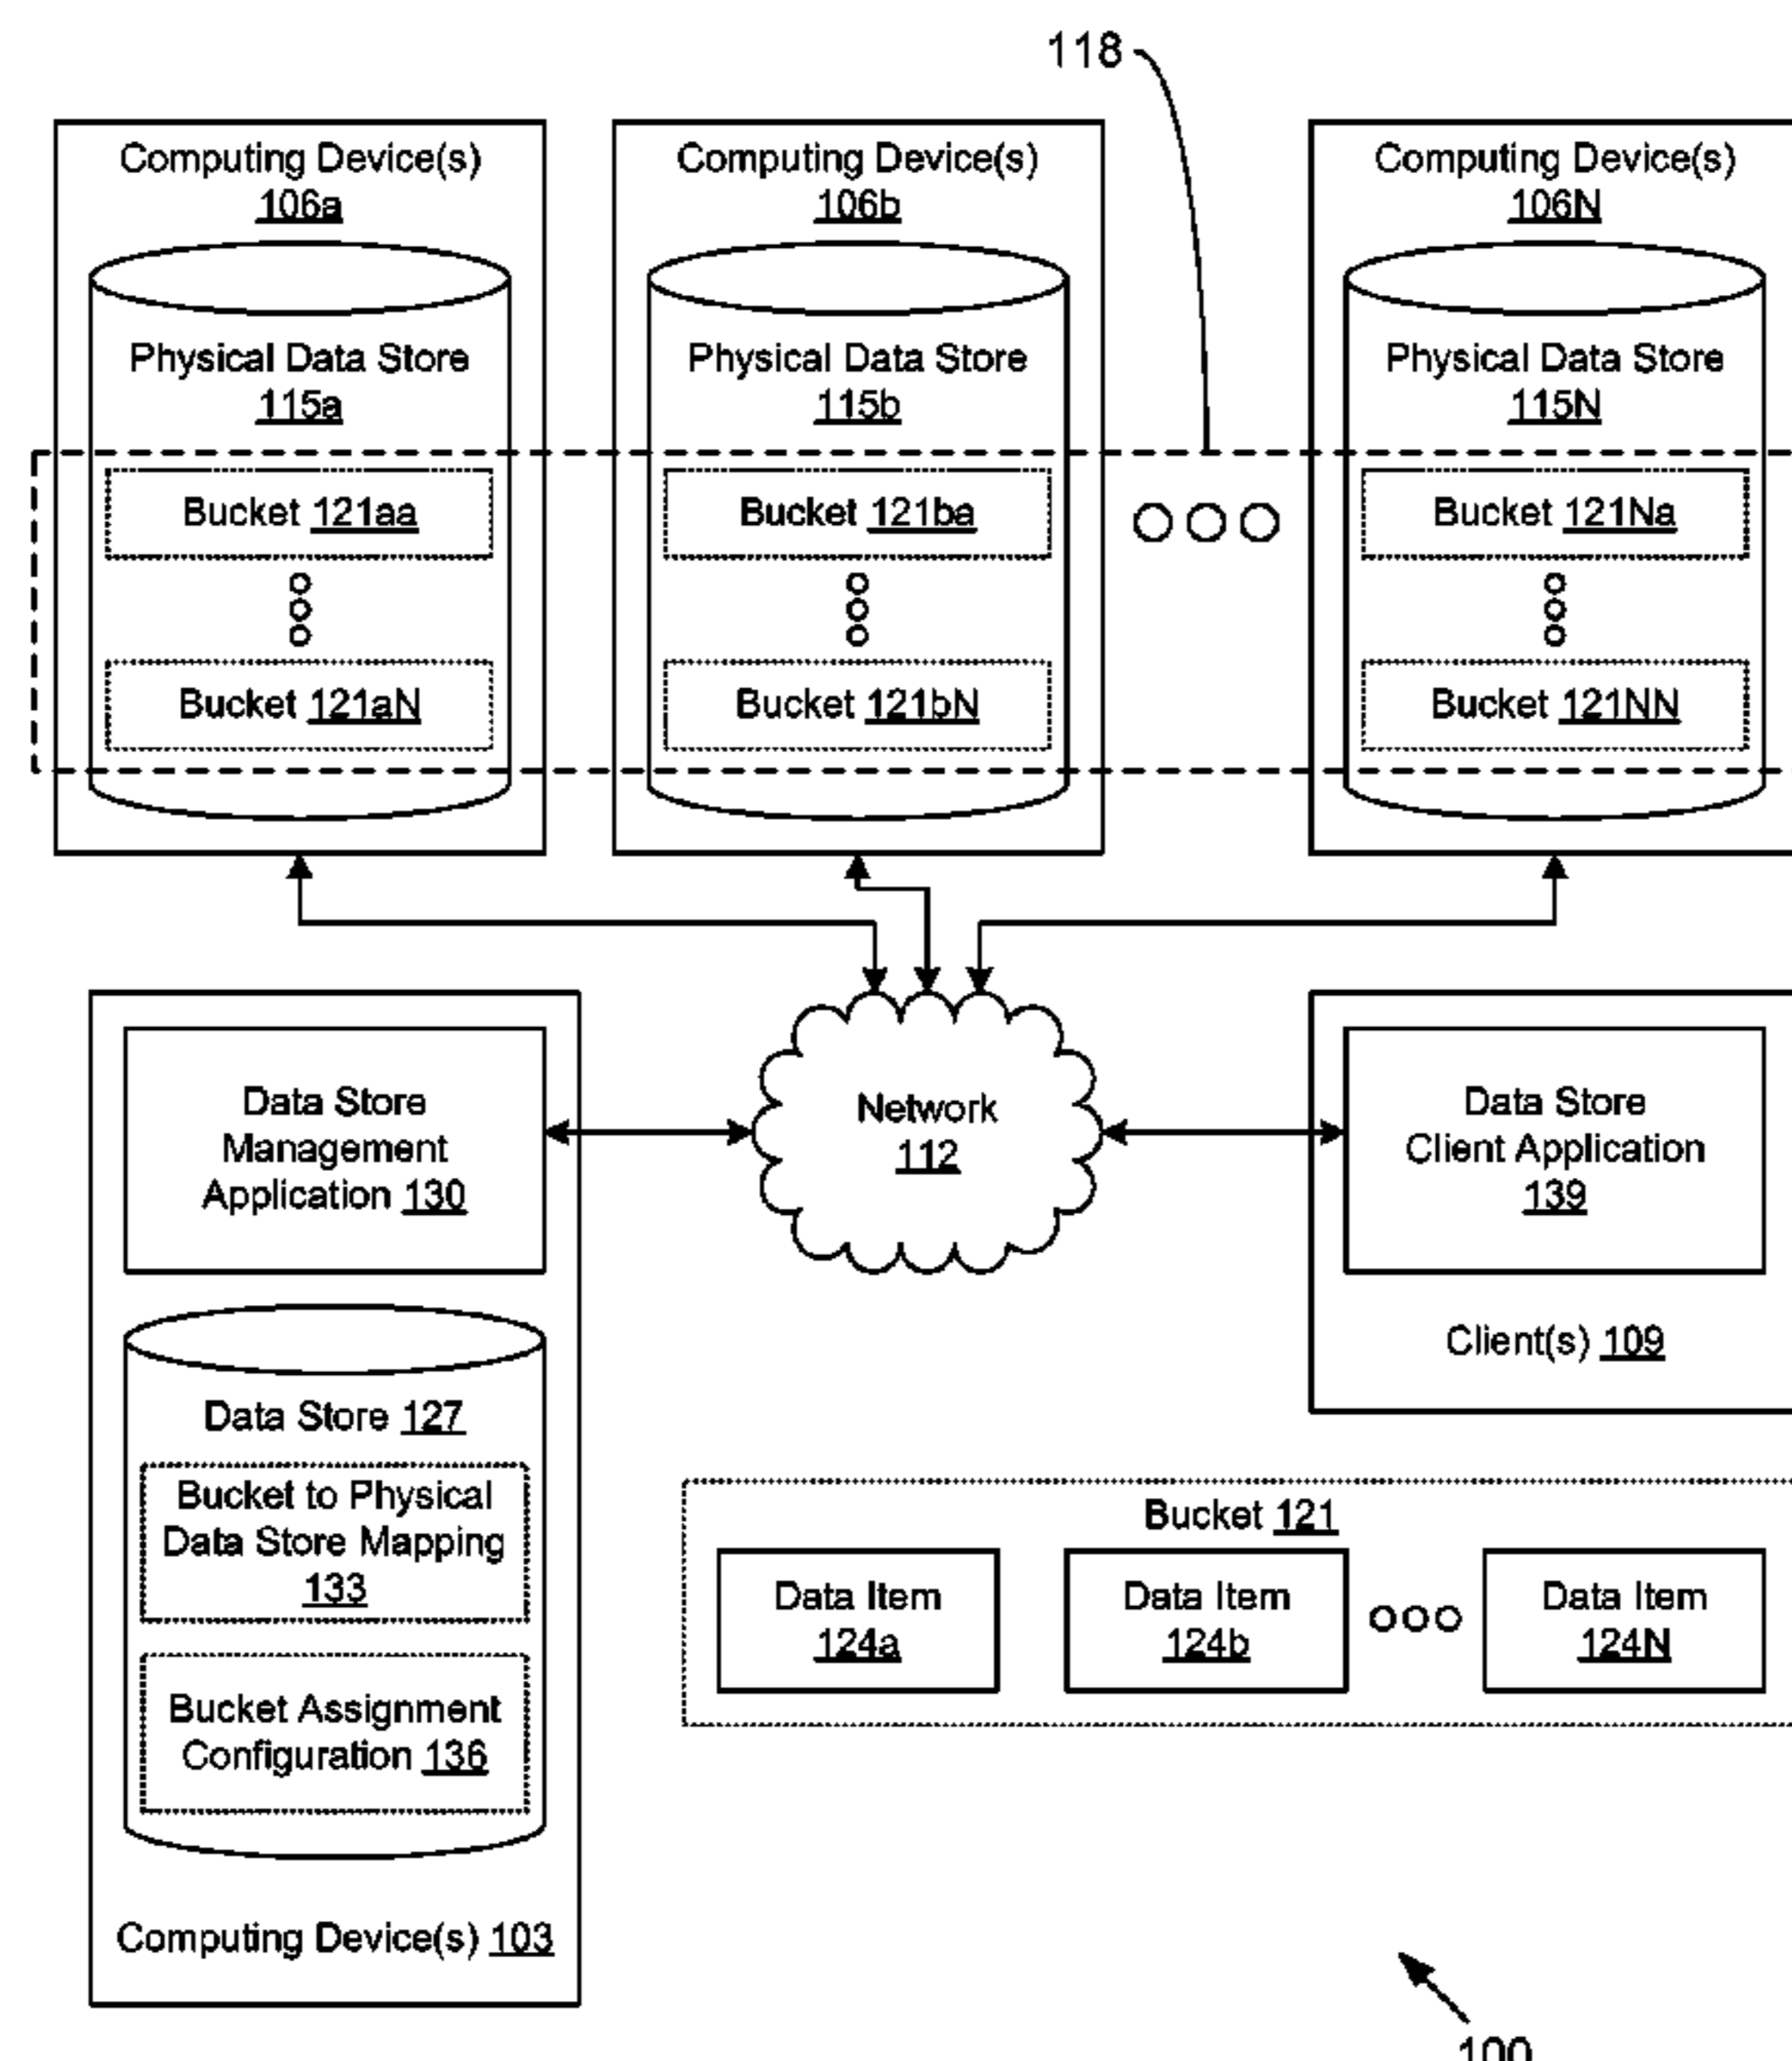 118
Computing Device(s)
106a
Physical Data Store
115a
Bucket 121aa
Bucket 121aN
Computing Device(s)
106b
Physical Data Store
115b
Bucket 121ba
Bucket 121bN
Computing Device(s)
106N
Physical Data Store
115N
Bucket 121Na
Bucket 121NN
Data Store
Management
Application 130
Network
112
Data Store
Client Application
139
Client(s) 109
Data Store 127
Bucket to Physical
Data Store Mapping
133
Bucket Assignment
Configuration 136
Computing Device(s) 103
Bucket 121
Data Item
124a
Data Item
124b
Data Item
124N
100